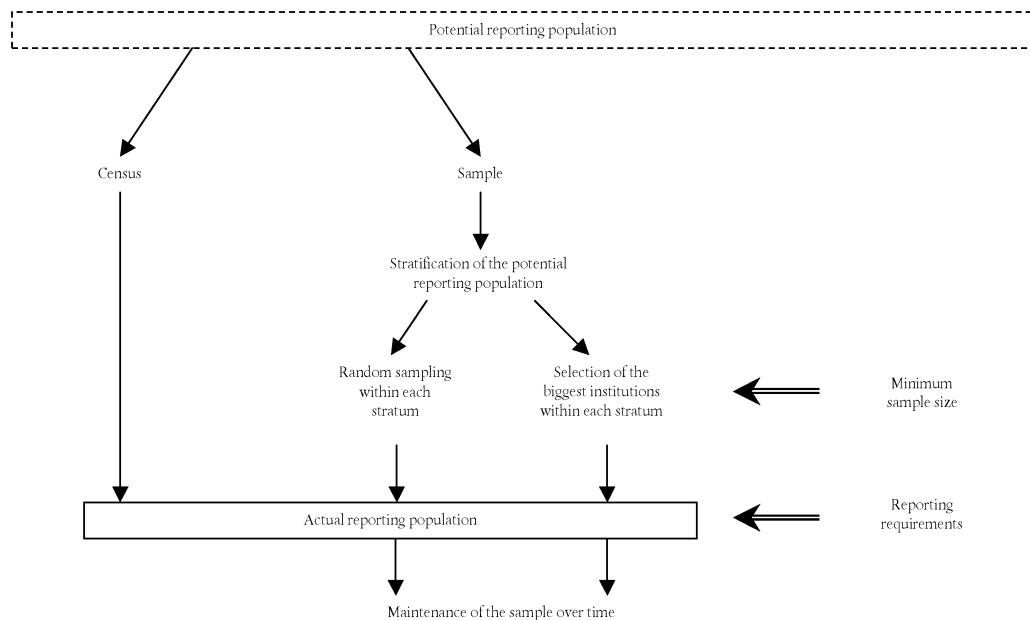 Potential reporting population
Census
Sample
Stratification of the potential
reporting population
Random sampling
within each
stratum
Selection of the
biggest institutions
within each stratum
Minimum
sample size
Actual reporting population
Reporting
requirements
Maintenance of the sample over time